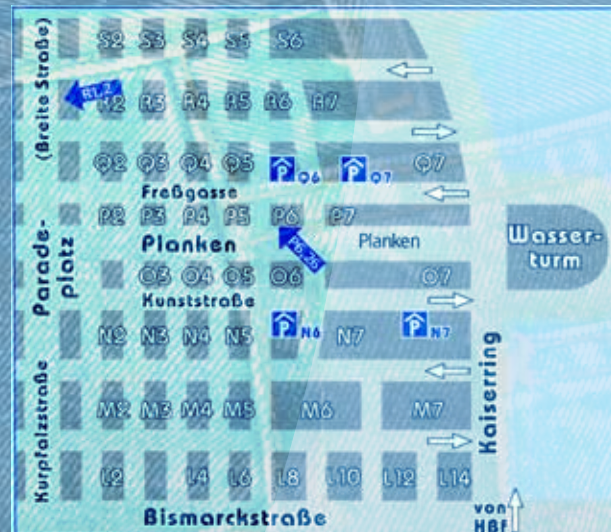 S2 S3 S4 S5 S6
(Breite Straße)
R1,2
R2 R3 R4 R5 R6 R7
Q2 Q3 Q4 Q5 P Q6 P Q7 Q7
Freßgasse
P2 P3 P4 P5 P6 P7
Parade-
platz
Planken
P6,26
Planken
Wasser-
turm
O3 O4 O5 O6 O7
Kunststraße
N2 N3 N4 N5 P N6 N7 P N7
Kurpfalzstraße
M2 M3 M4 M5 M6 M7
Kaiserring
L2 L4 L6 L8 L10 L12 L14
Bismarckstraße
von
HBF